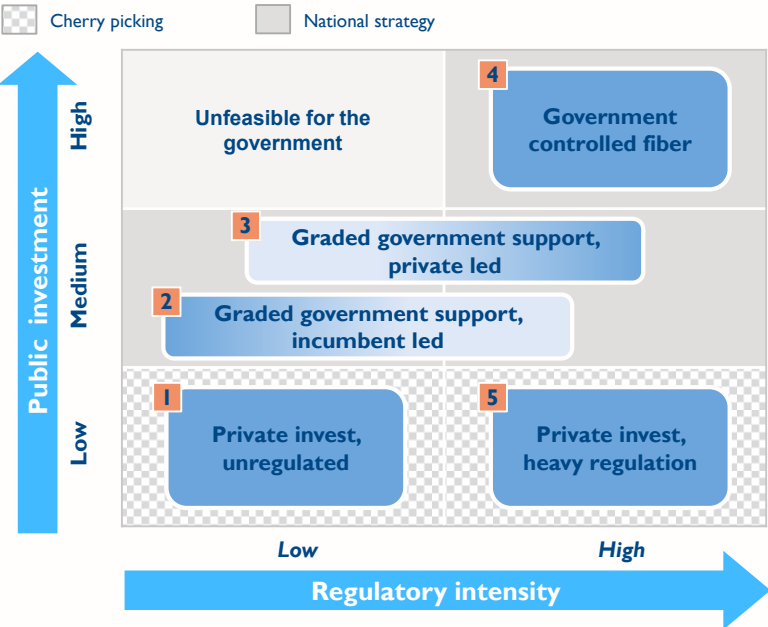 Cherry picking
National strategy
Public investment
High
Medium
Low
Unfeasible for the
government
4
Government
controlled fiber
3
Graded government support,
private led
2
Graded government support,
incumbent led
1
Private invest,
unregulated
5
Private invest,
heavy regulation
Low
High
Regulatory intensity